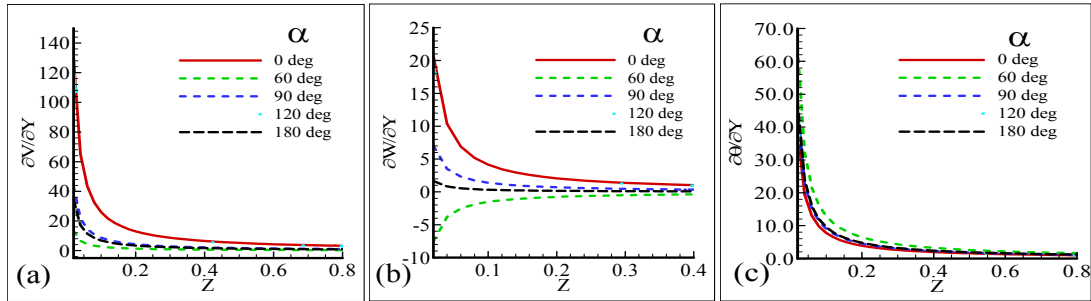 140
120
100
80
60
40
20
0
∂V/∂Y
α
0 deg
60 deg
90 deg
120 deg
180 deg
(a)
0.2
0.4
0.6
0.8
Z
25
20
15
10
5
0
-5
-10
∂W/∂Y
α
0 deg
60 deg
90 deg
120 deg
180 deg
(b)
0.1
0.2
0.3
0.4
Z
70.0
60.0
50.0
40.0
30.0
20.0
10.0
0.0
∂θ/∂Y
α
0 deg
60 deg
90 deg
120 deg
180 deg
(c)
0.2
0.4
0.6
0.8
Z